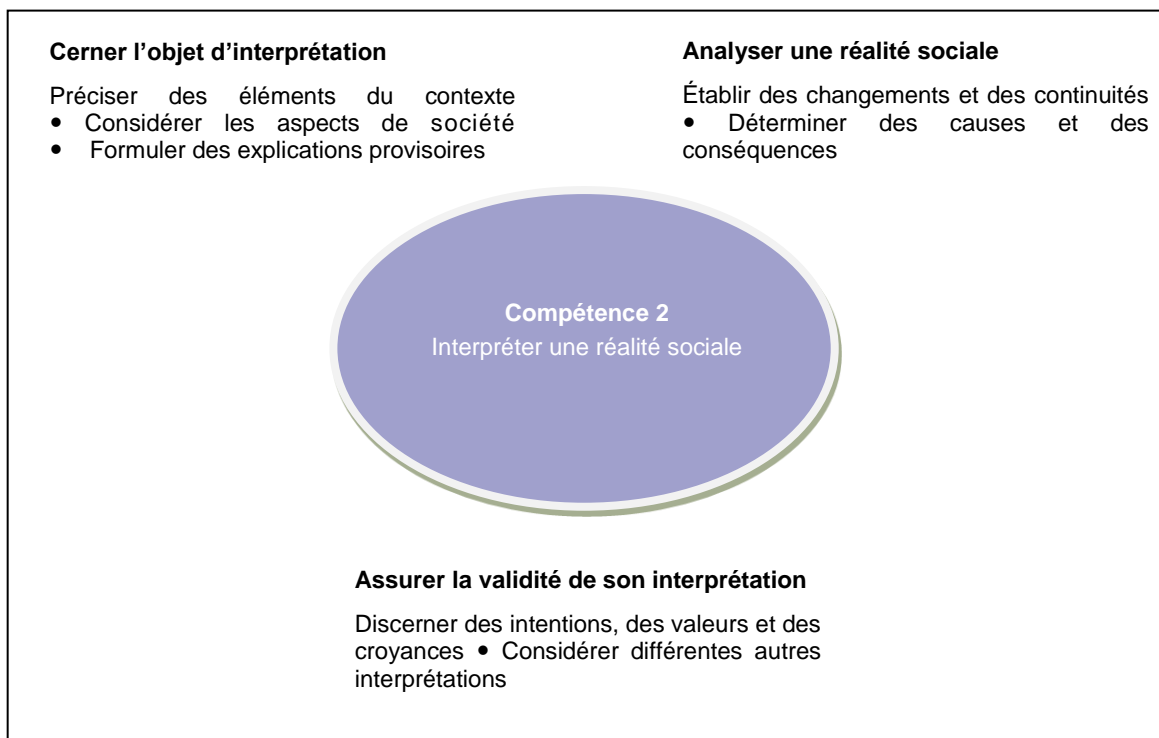 Cerner l’objet d’interprétation
Préciser des éléments du contexte
● Considérer les aspects de société
● Formuler des explications provisoires
Analyser une réalité sociale
Établir des changements et des continuités
● Déterminer des causes et des
conséquences
Compétence 2
Interpréter une réalité sociale
Assurer la validité de son interprétation
Discerner des intentions, des valeurs et des
croyances ● Considérer différentes autres
interprétations